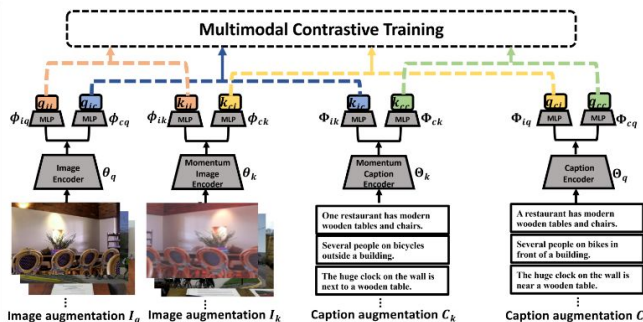 Multimodal Contrastive Training
q_ii q_ic k_ii k_ci k_ic k_cc q_ci q_cc
ϕ_iq MLP MLP ϕ_cq ϕ_ik MLP MLP ϕ_ck Φ_ik MLP MLP Φ_ck Φ_iq MLP MLP Φ_cq
Image Encoder θ_q
Momentum Image Encoder θ_k
Momentum Caption Encoder Θ_k
Caption Encoder Θ_q
One restaurant has modern
wooden tables and chairs.
Several people on bicycles
outside a building.
The huge clock on the wall is
next to a wooden table.
A restaurant has modern
wooden tables and chairs.
Several people on bikes in
front of a building.
The huge clock on the wall is
near a wooden table.
Image augmentation I_q
Image augmentation I_k
Caption augmentation C_k
Caption augmentation C